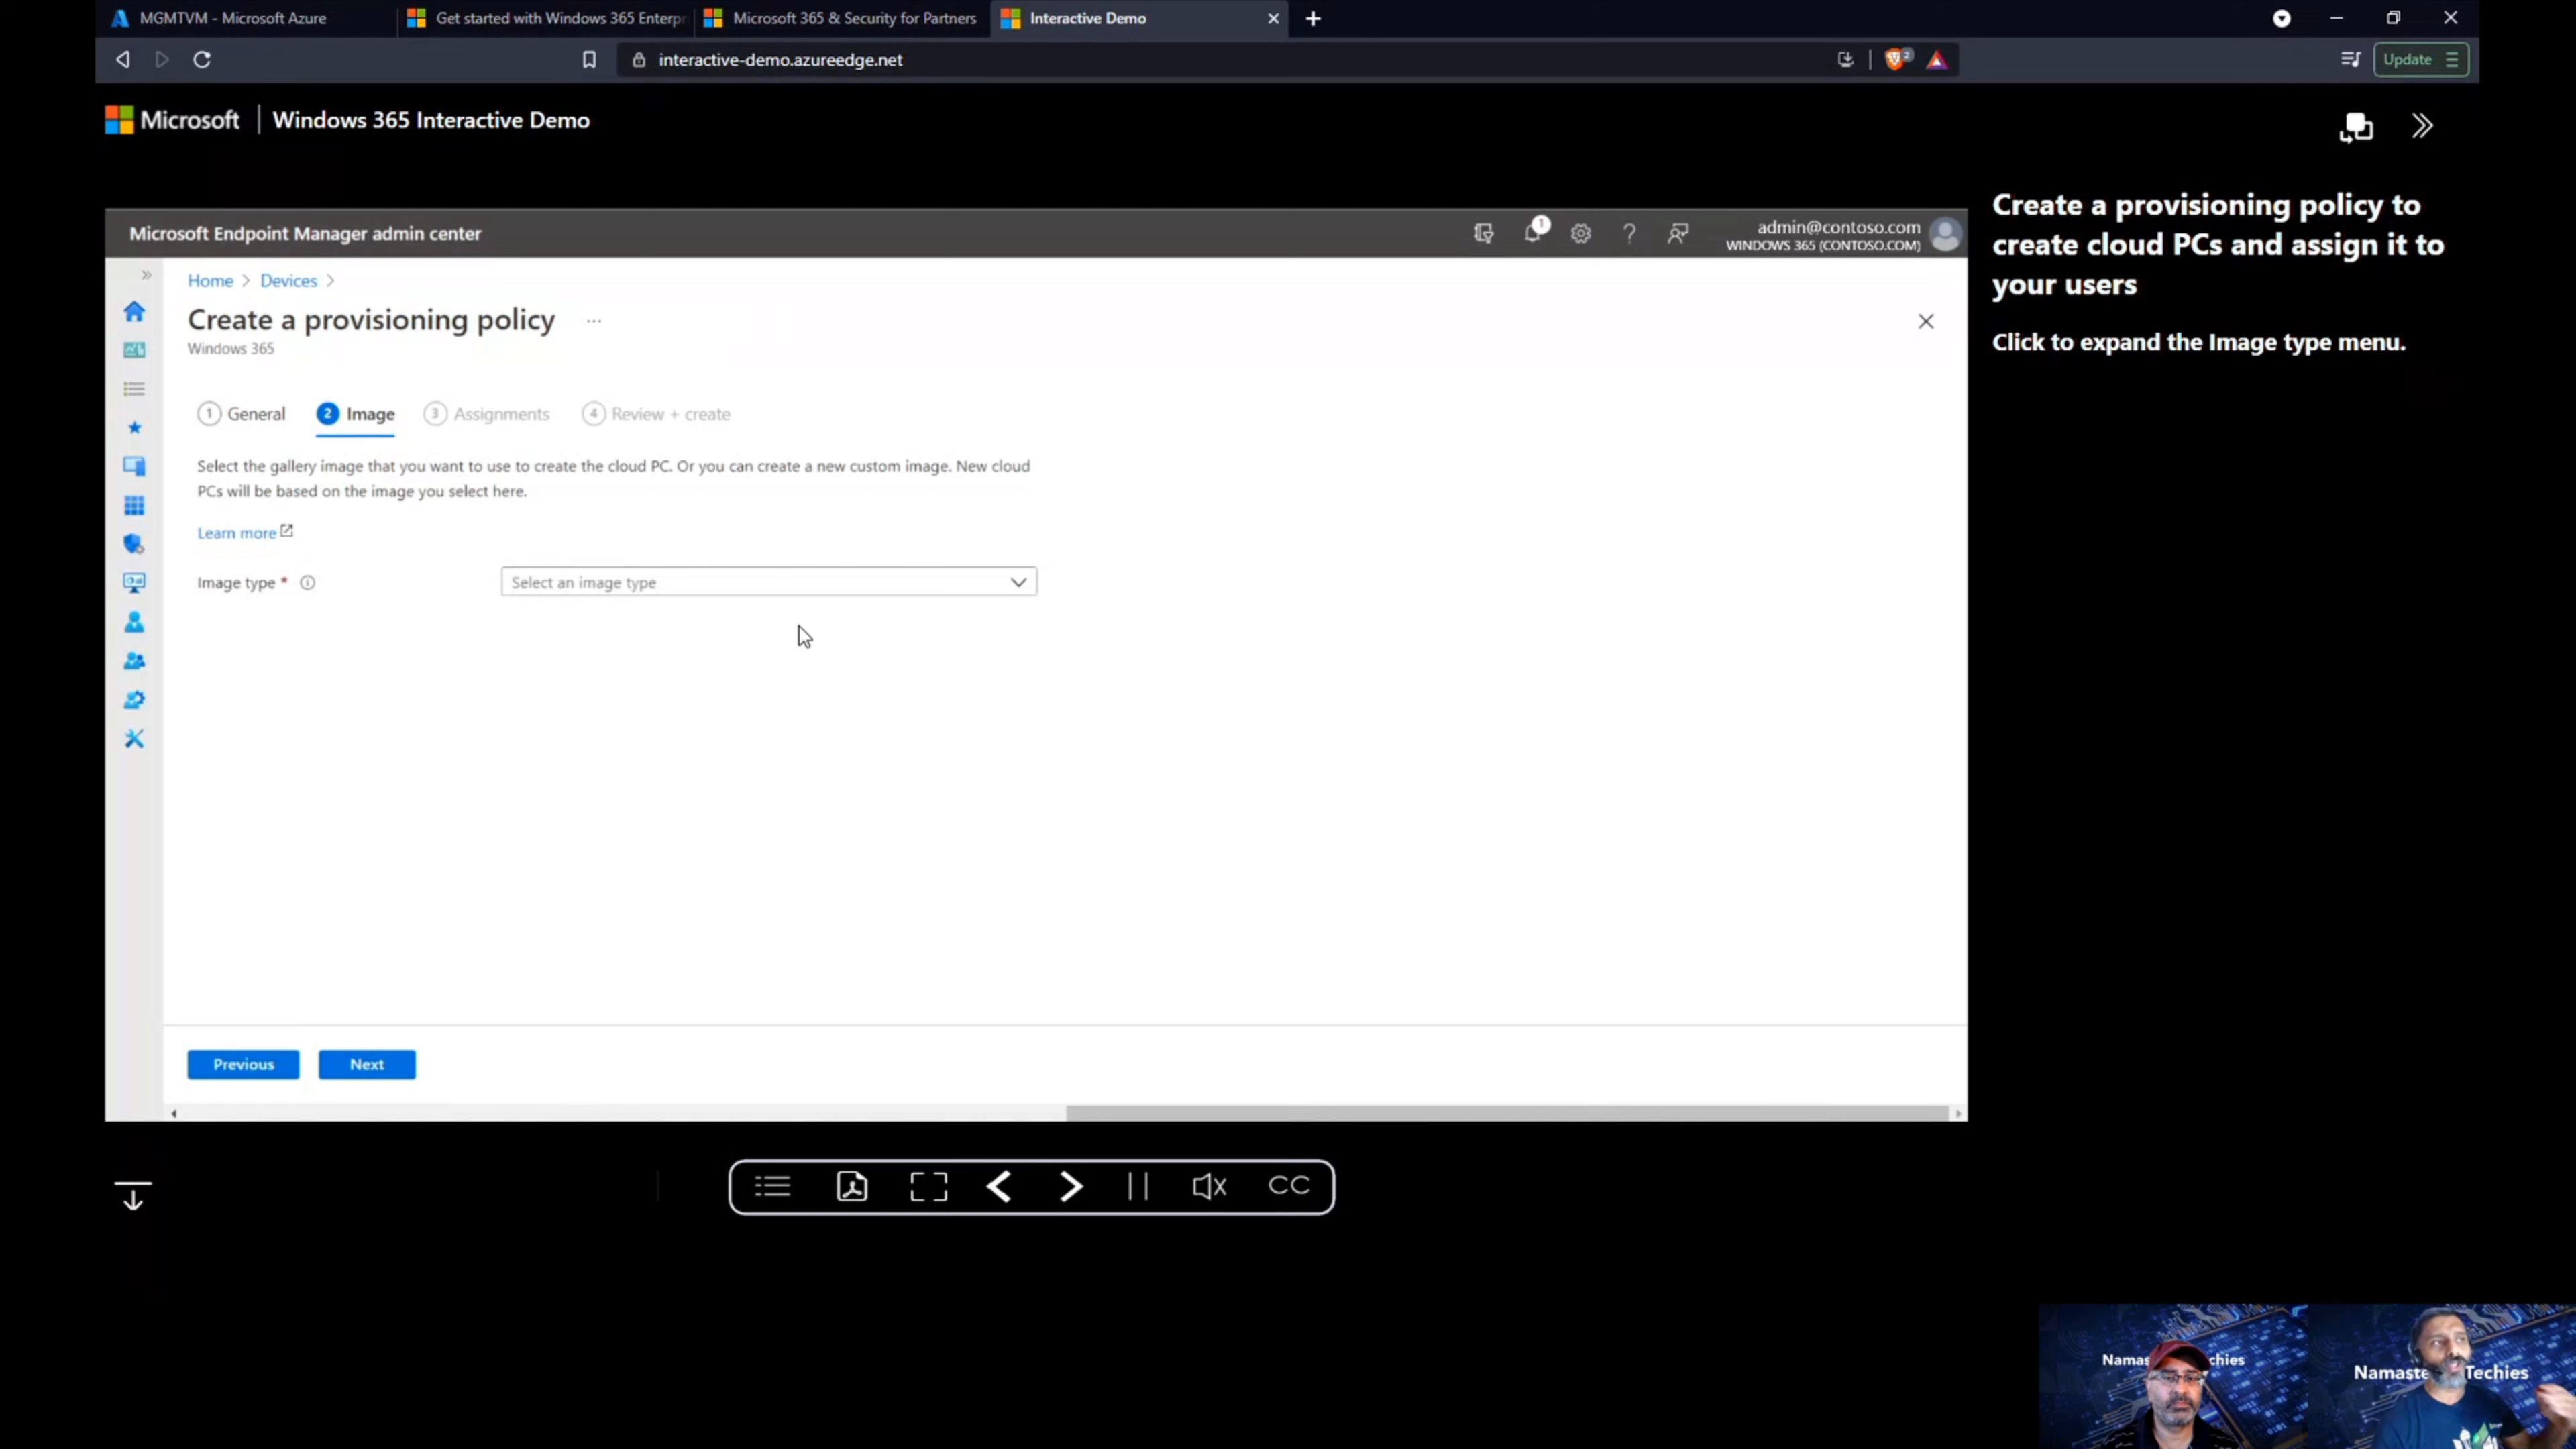 MGMTVM - Microsoft Azure
Get started with Windows 365 Enterpr
Microsoft 365 & Security for Partners
Interactive Demo
interactive-demo.azureedge.net
2
Update
Microsoft
Windows 365 Interactive Demo
Microsoft Endpoint Manager admin center
1
admin@contoso.com
WINDOWS 365 (CONTOSO.COM)
Home > Devices >
Create a provisioning policy ...
Windows 365
1 General
2 Image
3 Assignments
4 Review + create
Select the gallery image that you want to use to create the cloud PC. Or you can create a new custom image. New cloud
PCs will be based on the image you select here.
Learn more
Image type *
Select an image type
Previous
Next
Create a provisioning policy to
create cloud PCs and assign it to
your users
Click to expand the Image type menu.
CC
Namas chies
Namaste Techies